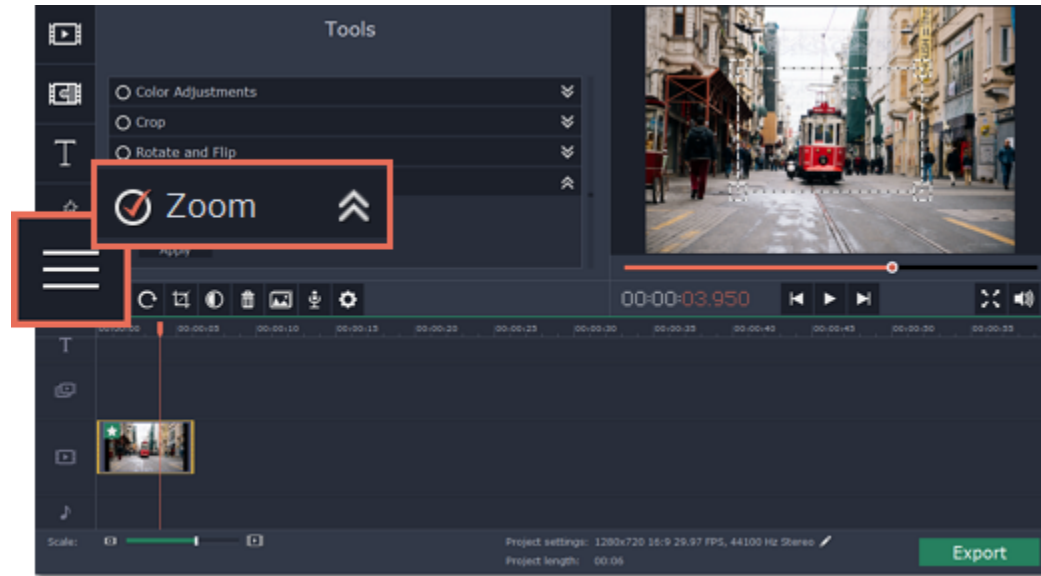 Tools
Color Adjustments
Crop
Rotate and Flip
Zoom
Apply
00:00:03.950
00:00:00 00:00:05 00:00:10 00:00:15 00:00:20 00:00:25 00:00:30 00:00:35 00:00:40 00:00:45 00:00:50 00:00:55
T
Scale:
Project settings: 1280x720 16:9 29.97 FPS, 44100 Hz Stereo
Project length: 00:06
Export